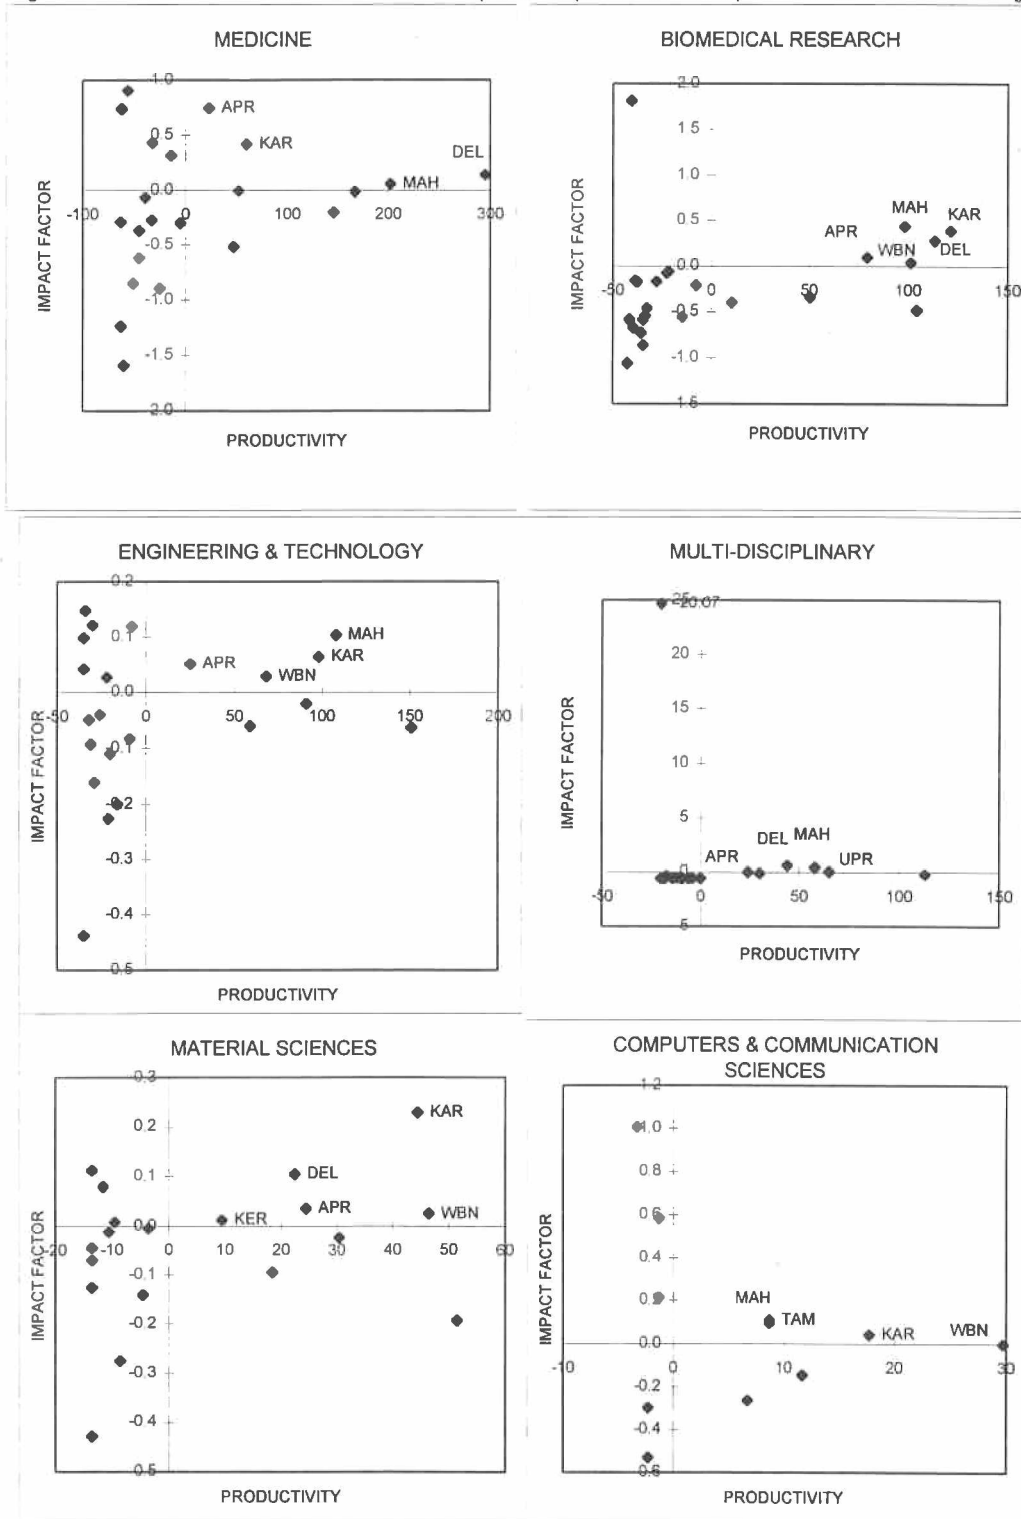 MEDICINE
1.0
APR
0.5
KAR
DEL
MAH
0.0
-100 0 100 200 300
-0.5
-1.0
-1.5
2.0
IMPACT FACTOR
PRODUCTIVITY
BIOMEDICAL RESEARCH
2.0
1 5
1.0
0.5
MAH
KAR
APR
WBN
DEL
0.0
-50 0 50 100 150
-0.5
-1.0
1.5
IMPACT FACTOR
PRODUCTIVITY
ENGINEERING & TECHNOLOGY
0.2
0.1
MAH
KAR
APR
WBN
0.0
-50 0 50 100 150 200
-0.1
-0.2
-0.3
-0.4
0.5
IMPACT FACTOR
PRODUCTIVITY
MULTI-DISCIPLINARY
25
20
15
10
5
DEL MAH
APR
UPR
0
-50 0 50 100 150
5
IMPACT FACTOR
PRODUCTIVITY
MATERIAL SCIENCES
0.3
KAR
0.2
0.1
DEL
APR
WBN
KER
0.0
-20 -10 0 10 20 30 40 50 60
-0.1
-0.2
-0.3
-0.4
0.5
IMPACT FACTOR
PRODUCTIVITY
COMPUTERS & COMMUNICATION
SCIENCES
1.2
1.0
0.8
0.6
0.4
0.2
MAH
TAM
KAR
WBN
0.0
-10 0 10 20 30
-0.2
-0.4
0.6
IMPACT FACTOR
PRODUCTIVITY